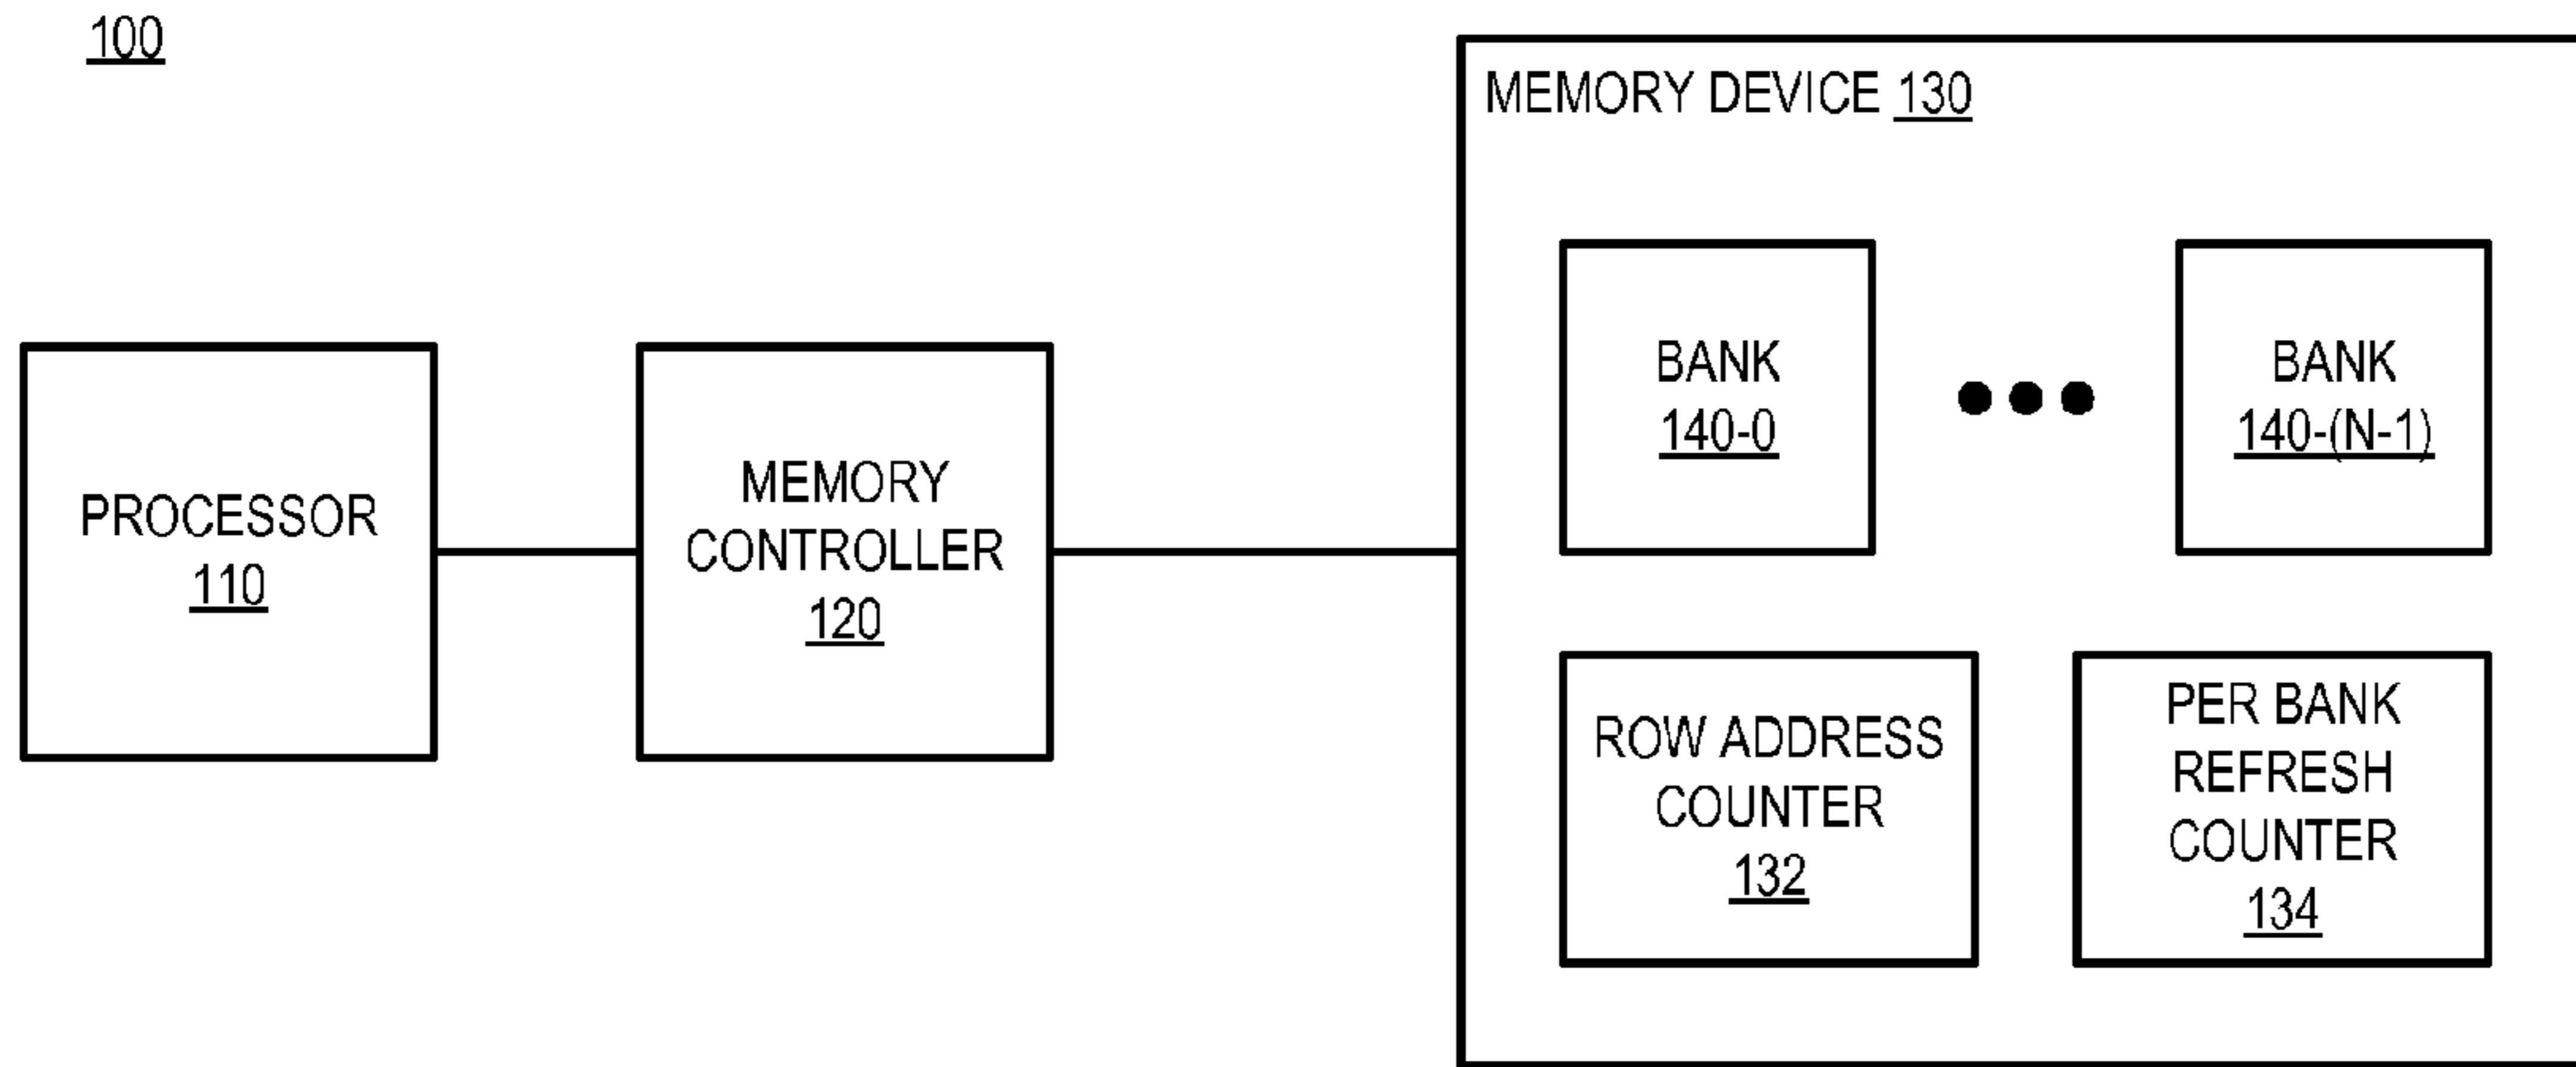 100
MEMORY DEVICE 130
PROCESSOR
110
MEMORY
CONTROLLER
120
BANK
140-0
BANK
140-(N-1)
ROW ADDRESS
COUNTER
132
PER BANK
REFRESH
COUNTER
134